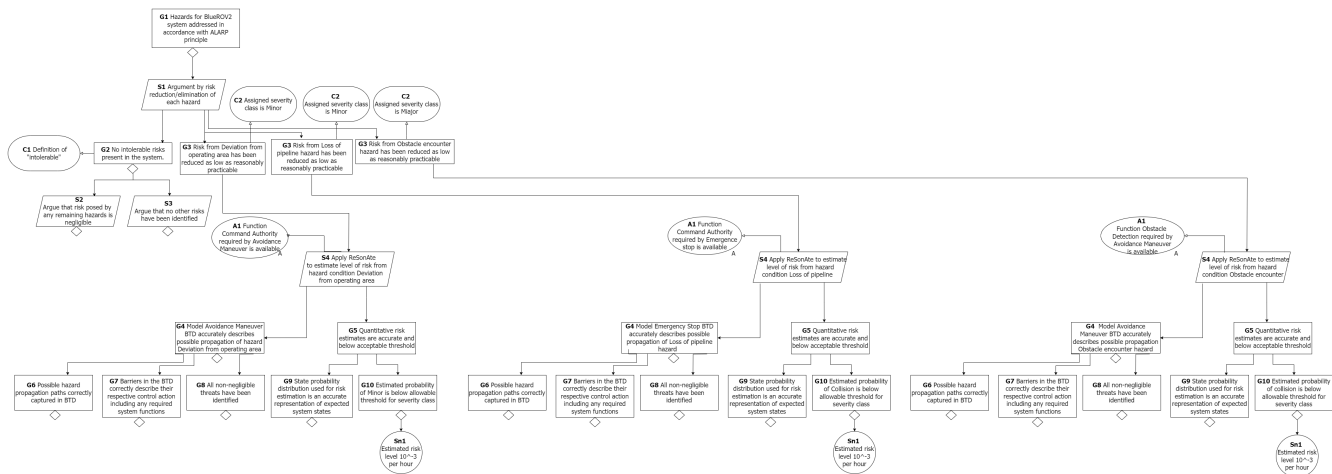 G1 Hazards for BlueROV2
system addressed in
accordance with ALARP
principle
S1 Argument by risk
reduction/elimination of
each hazard
C2 Assigned severity
class is Minor
C2
Assigned severity
class is Minor
C2
Assigned severity class
is Miajor
C1 Definition of
"intolerable"
G2 No intolerable risks
present in the system.
G3 Risk from Deviation from
operating area has been
reduced as low as reasonably
practicable
G3 Risk from Loss of
pipeline hazard has been
reduced as low as
reasonably practicable
G3 Risk from Obstacle encounter
hazard has been reduced as low
as reasonably practicable
S2
Argue that risk posed by
any remaining hazards is
negligible
S3
Argue that no other risks
have been identified
A1 Function
Command Authority
required by Avoidance
Maneuver is available
A
S4 Apply ReSonAte
to estimate level of risk from
hazard condition Deviation
from operating area
A1 Function
Command Authority
required by Emergence
stop is available
A
S4 Apply ReSonAte to estimate
level of risk from hazard
condition Loss of pipeline
A1
Function Obstacle
Detection required by
Avoidance Maneuver
is available
A
S4 Apply ReSonAte to estimate
level of risk from hazard
condition Obstacle encounter
G4 Model Avoidance Maneuver
BTD accurately describes
possible propagation of hazard
Deviation from operating area
G5 Quantitative risk
estimates are accurate and
below acceptable threshold
G4 Model Emergency Stop BTD
accurately describes possible
propagation of Loss of pipeline
hazard
G5 Quantitative risk
estimates are accurate and
below acceptable threshold
G4 Model Avoidance
Maneuver BTD accurately
describes possible propagation
Obstacle encounter hazard
G5 Quantitative risk
estimates are accurate and
below acceptable threshold
G6 Possible hazard
propagation paths correctly
captured in BTD
G7 Barriers in the BTD
correctly describe their
respective control action
including any required
system functions
G8 All non-negligible
threats have been
identified
G9 State probability
distribution used for risk
estimation is an accurate
representation of expected
system states
G10 Estimated probability
of Minor is below allowable
threshold for severity class
G6 Possible hazard
propagation paths correctly
captured in BTD
G7 Barriers in the BTD
correctly describe their
respective control action
including any required
system functions
G8 All non-negligible
threats have been
identified
G9 State probability
distribution used for risk
estimation is an accurate
representation of expected
system states
G10 Estimated probability
of Collision is below
allowable threshold for
severity class
G6 Possible hazard
propagation paths correctly
captured in BTD
G7 Barriers in the BTD
correctly describe their
respective control action
including any required
system functions
G8 All non-negligible
threats have been
identified
G9 State probability
distribution used for risk
estimation is an accurate
representation of expected
system states
G10 Estimated probability
of collision is below
allowable threshold for
severity class
Sn1
Estimated risk
level 10^-3
per hour
Sn1
Estimated risk
level 10^-3
per hour
Sn1
Estimated risk
level 10^-3
per hour